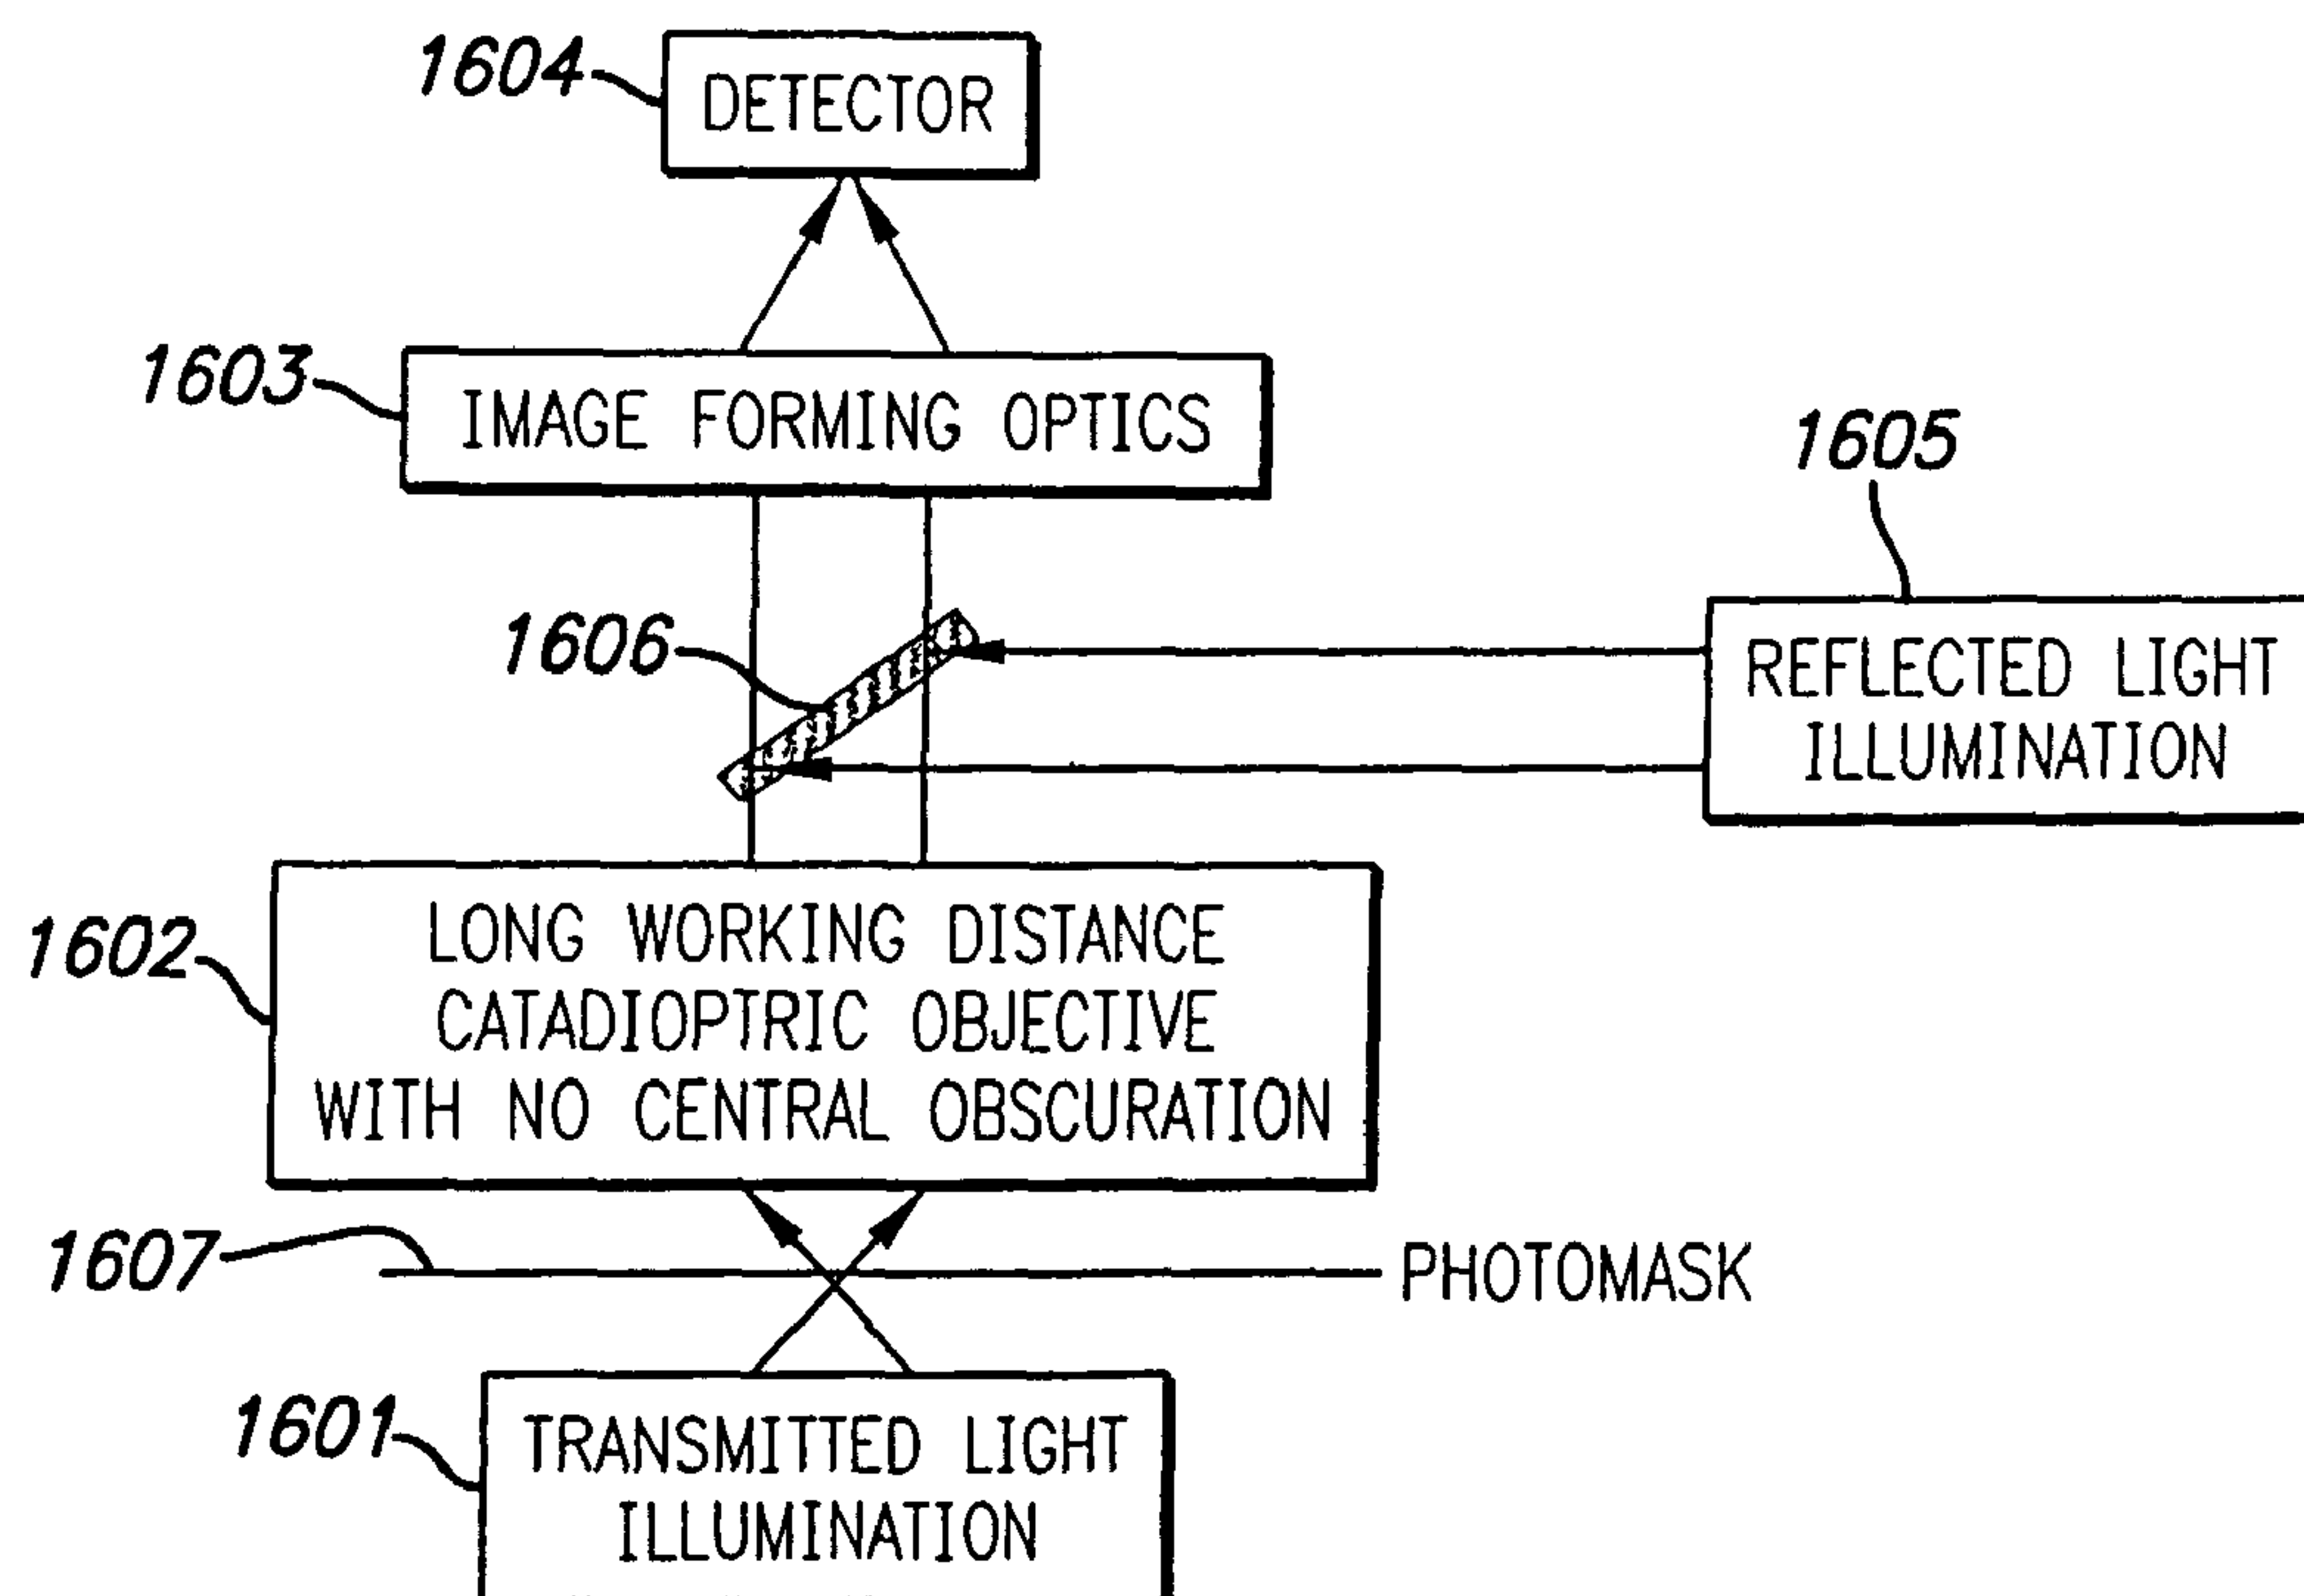 1604
DETECTOR
1603
IMAGE FORMING OPTICS
1605
1606
REFLECTED LIGHT
ILLUMINATION
1602
LONG WORKING DISTANCE
CATADIOPTRIC OBJECTIVE
WITH NO CENTRAL OBSCURATION
1607
PHOTOMASK
1601
TRANSMITTED LIGHT
ILLUMINATION